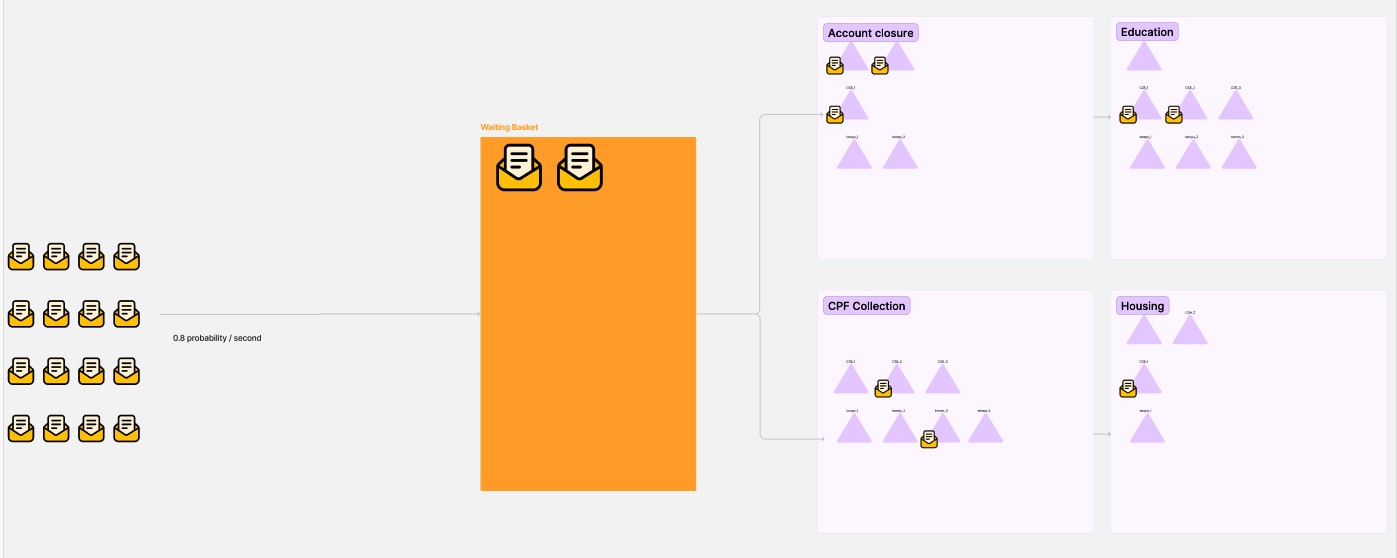 Account closure
CSE_1
temps_1 temps_2
Education
CSE_1 CSE_2 CSE_3
temps_1 temps_2 temps_3
Waiting Basket
0.8 probability / second
CPF Collection
CSE_1 CSE_2 CSE_3
temps_1 temps_2 temps_3 temps_4
Housing
CSE_2
CSE_1
temps_1